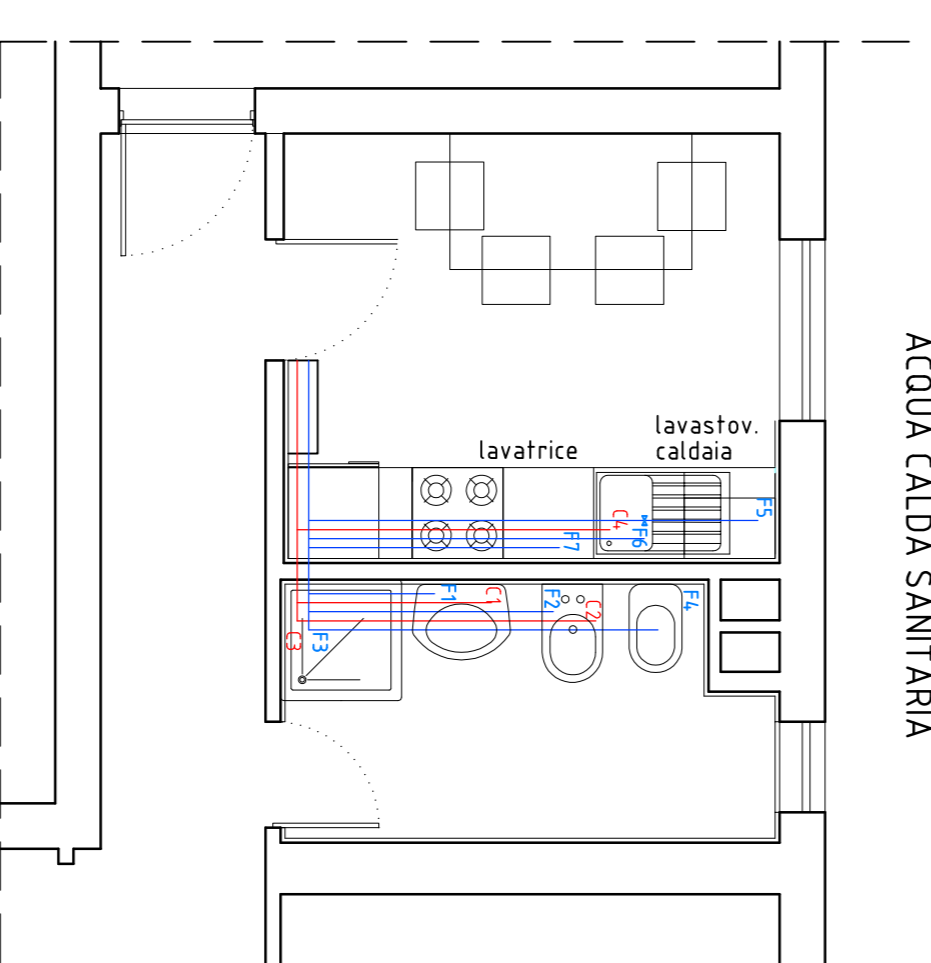 lavastov.
lavatrice
caldaia
F5
C4
F6
F7
F1
C1
F2
C2
F4
C3
F3
ACQUA CALDA SANITARIA